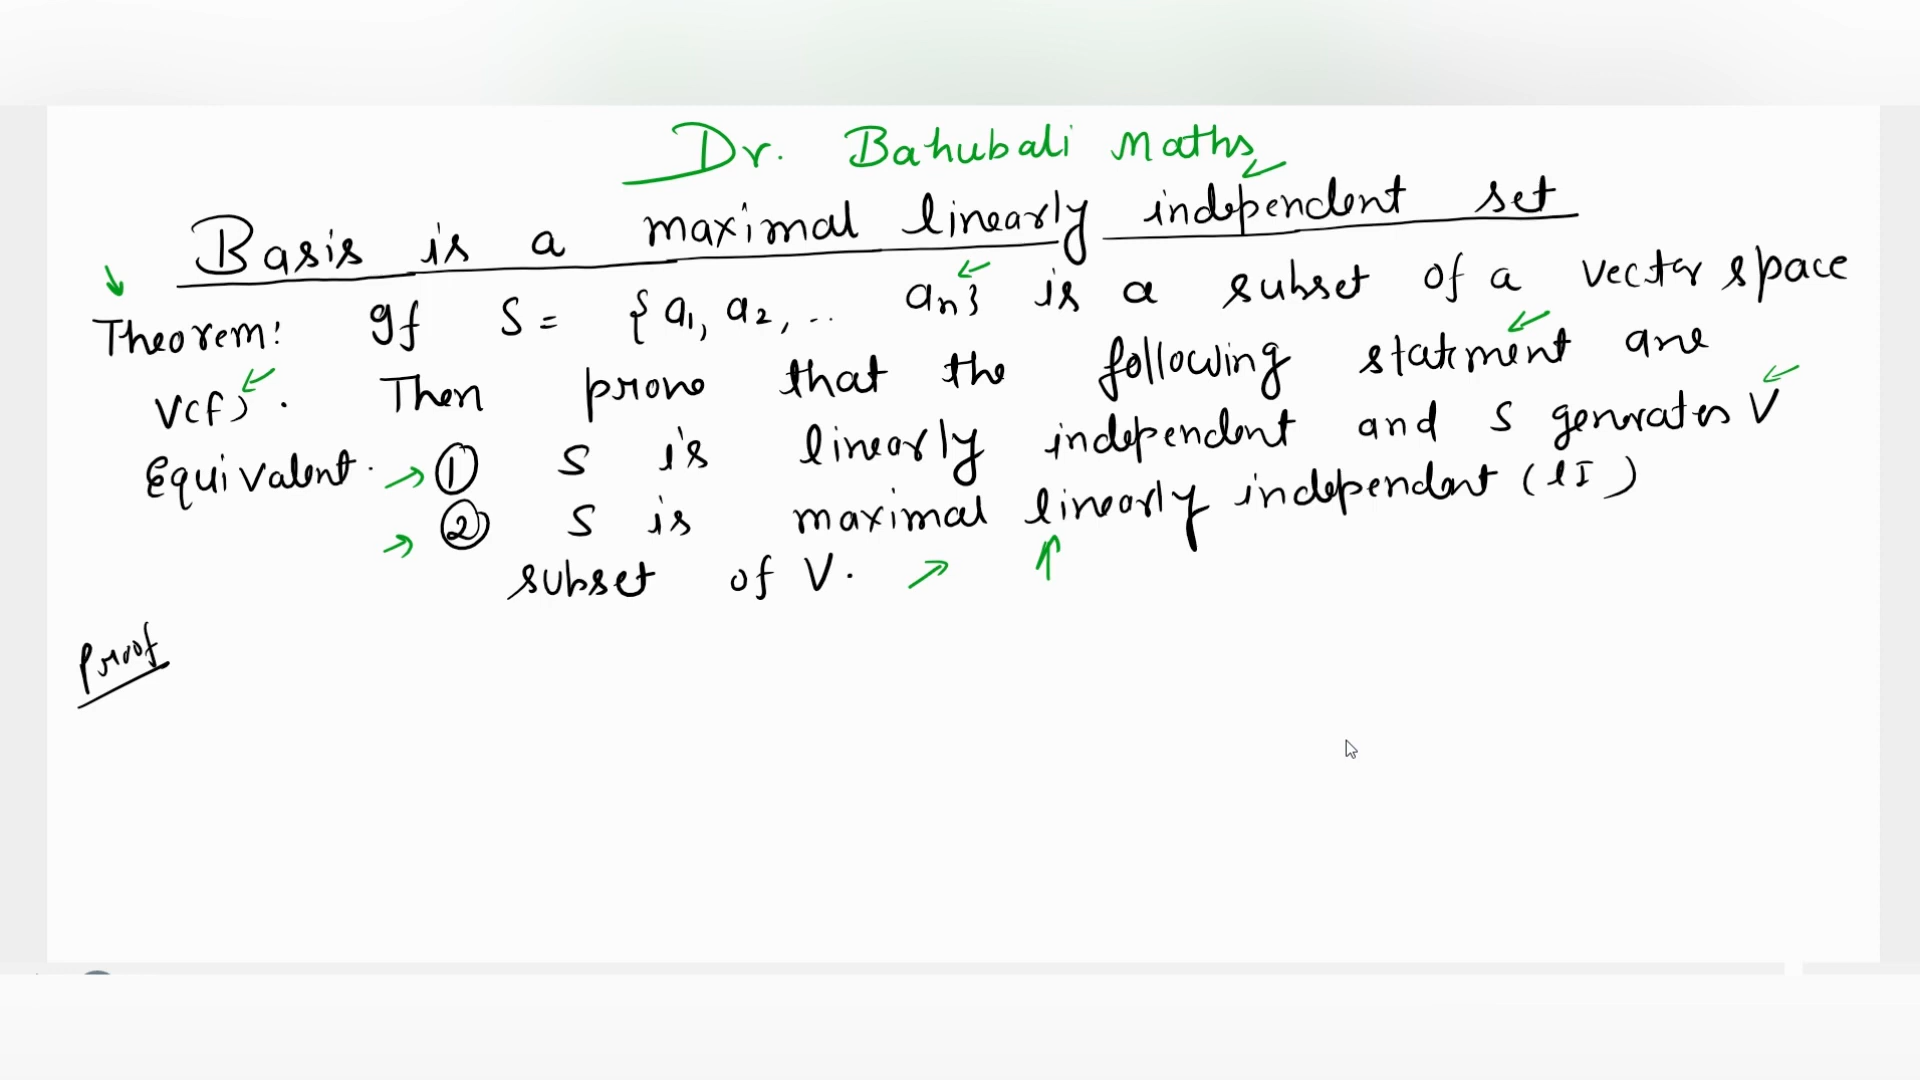 Dr. Bahubali Maths
Basis is a maximal linearly independent set
Theorem: If S = {a1, a2, .. an} is a subset of a vector space
V(F). Then prove that the following statment are
Equivalent. → ① S is linearly independent and S generates V
→ ② S is maximal linearly independent (LI)
subset of V.
Proof